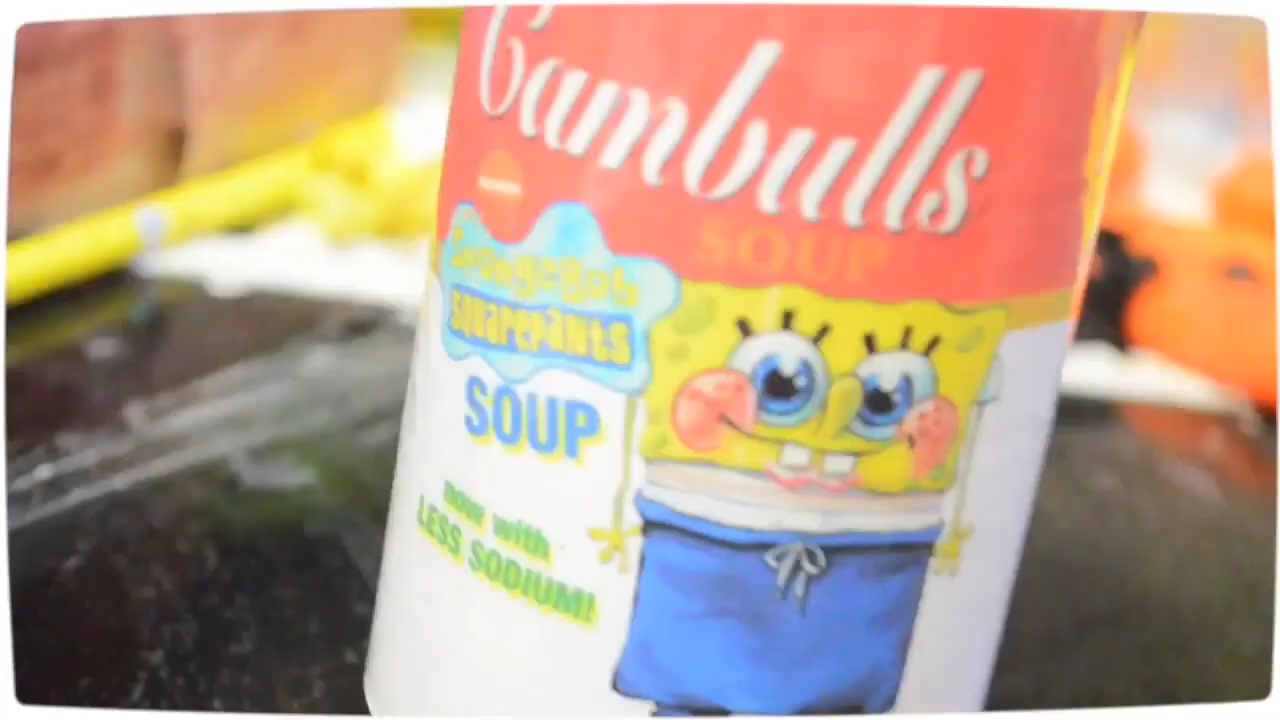 Cambulls
SOUP
SpongeBob
squarepants
SOUP
now with
LESS SODIUM!